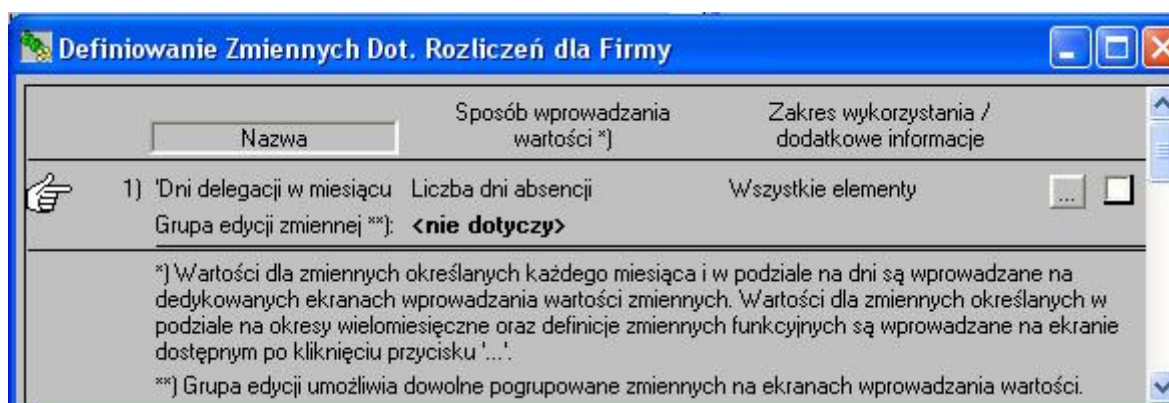 Definiowanie Zmiennych Dot. Rozliczeń dla Firmy
Nazwa
Sposób wprowadzania
wartości *)
Zakres wykorzystania /
dodatkowe informacje
1) 'Dni delegacji w miesiącu Liczba dni absencji Wszystkie elementy ...
Grupa edycji zmiennej **): <nie dotyczy>
*) Wartości dla zmiennych określanych każdego miesiąca i w podziale na dni są wprowadzane na
dedykowanych ekranach wprowadzania wartości zmiennych. Wartości dla zmiennych określanych w
podziale na okresy wielomiesięczne oraz definicje zmiennych funkcyjnych są wprowadzane na ekranie
dostępnym po kliknięciu przycisku '...'.
**) Grupa edycji umożliwia dowolne pogrupowane zmiennych na ekranach wprowadzania wartości.